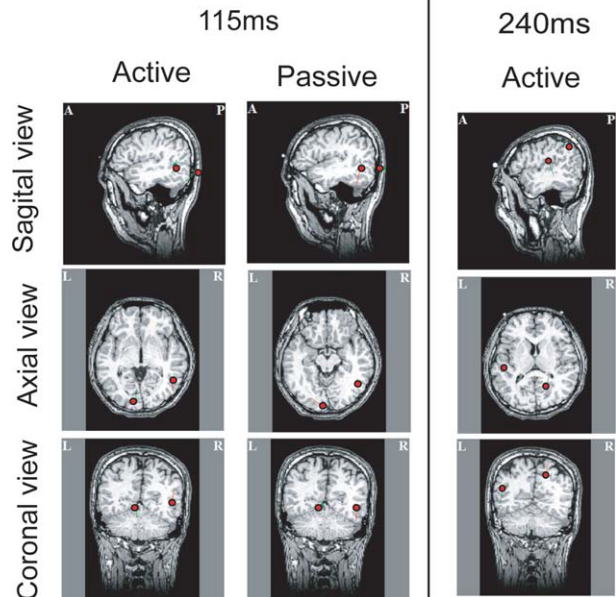 115ms
240ms
Active
Passive
Active
Sagital view
A
P
A
P
A
P
Axial view
L
R
L
R
L
R
Coronal view
L
R
L
R
L
R